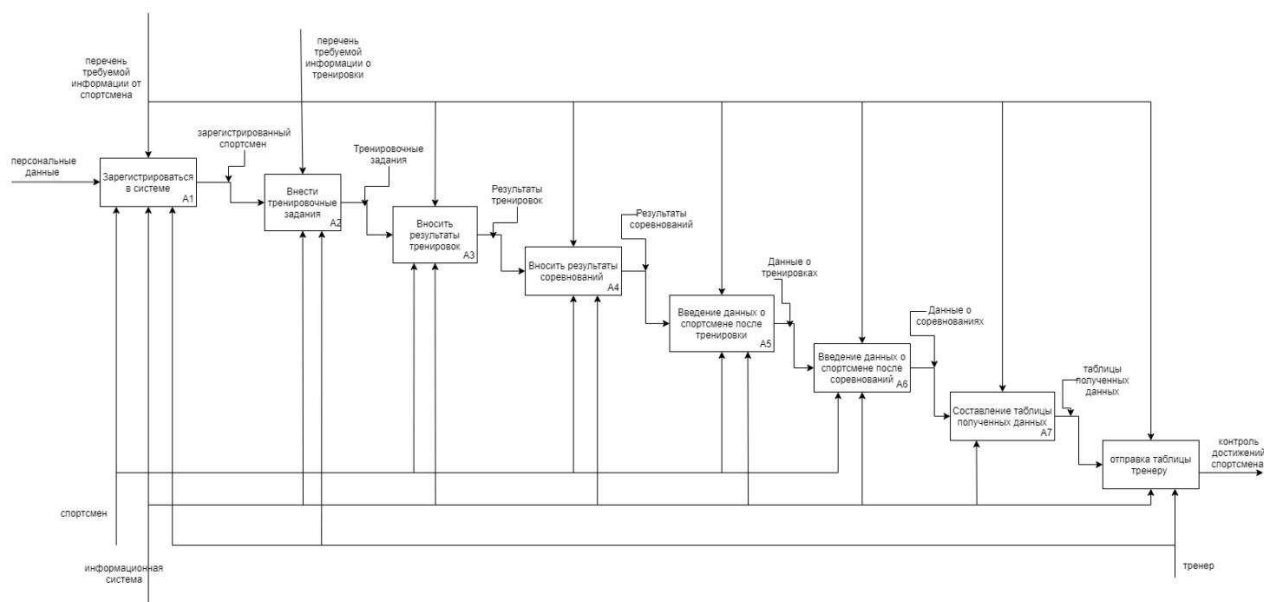 перечень
требуемой
информации от
спортсмена
перечень
требуемой
информации о
тренировки
персональные
данные
Зарегистрироваться
в системе
A1
зарегистрированный
спортсмен
Внести
тренировочные
задания
A2
Тренировочные
задания
Вносить
результаты
тренировок
A3
Результаты
тренировок
Вносить результаты
соревнований
A4
Результаты
соревнований
Введение данных о
спортсмене после
тренировки
A5
Данные о
тренировках
Введение данных о
спортсмене после
соревнований
A6
Данные о
соревнованиях
Составление таблицы
полученных данных
A7
таблицы
полученных
данных
отправка таблицы
тренеру
контроль
достижений
спортсмена
спортсмен
информационная
система
тренер